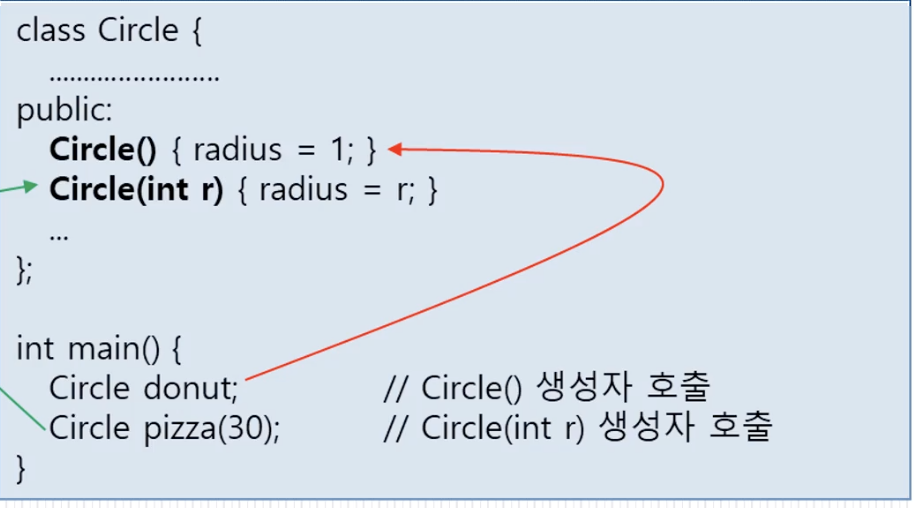 class Circle {
........................
public:
Circle() { radius = 1; }
Circle(int r) { radius = r; }
...
};
int main() {
Circle donut; // Circle() 생성자 호출
Circle pizza(30); // Circle(int r) 생성자 호출
}